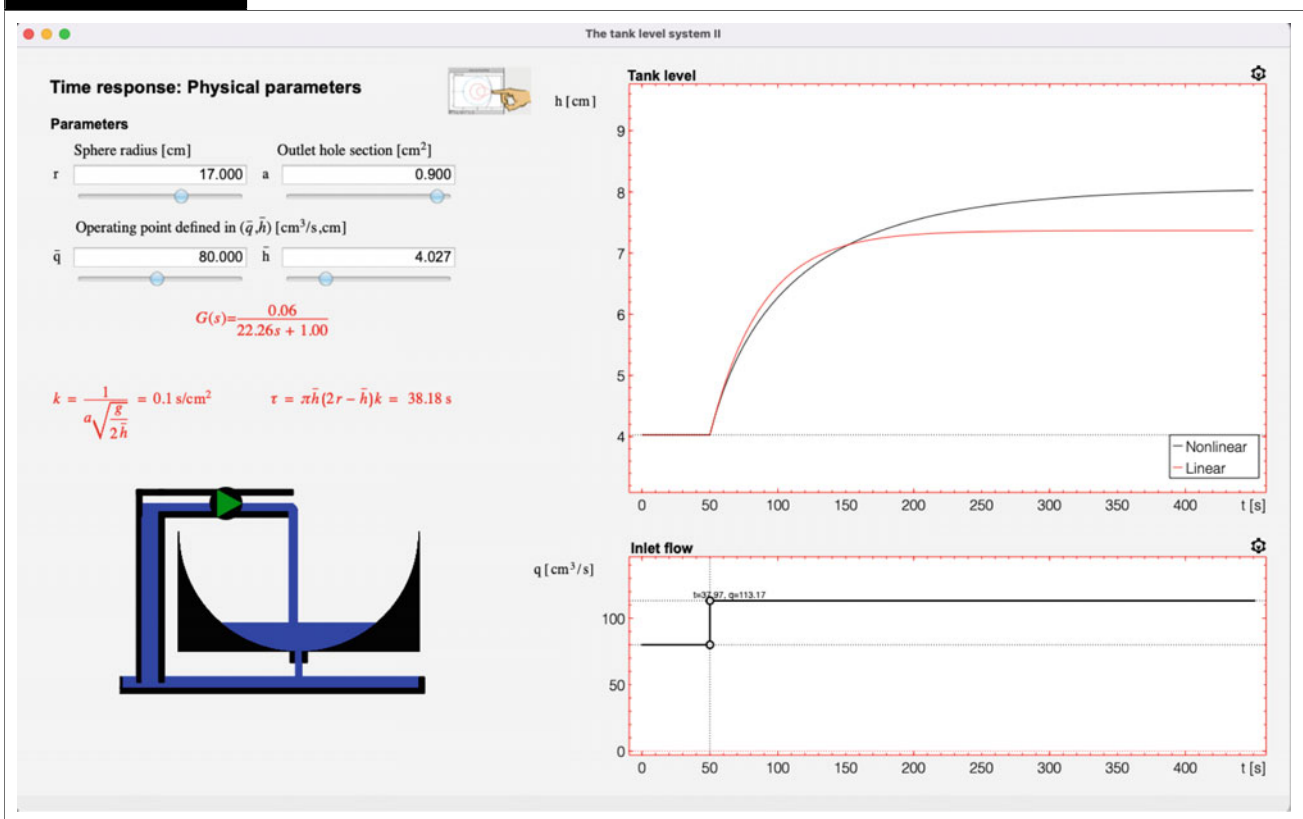 The tank level system II
Time response: Physical parameters
Parameters
Sphere radius [cm] Outlet hole section [cm²]
r 17.000 a 0.900
Operating point defined in (q̄,h̄) [cm³/s,cm]
q̄ 80.000 h̄ 4.027
G(s)=0.06/22.26s + 1.00
k = 1/a√g/2h̄ = 0.1 s/cm² τ = πh̄(2r − h̄)k = 38.18 s
Tank level
h [cm]
9
8
7
6
5
4
Nonlinear
Linear
0 50 100 150 200 250 300 350 400 t [s]
Inlet flow
q [cm³/s]
t=37.97, q=113.17
100
50
0
0 50 100 150 200 250 300 350 400 t [s]